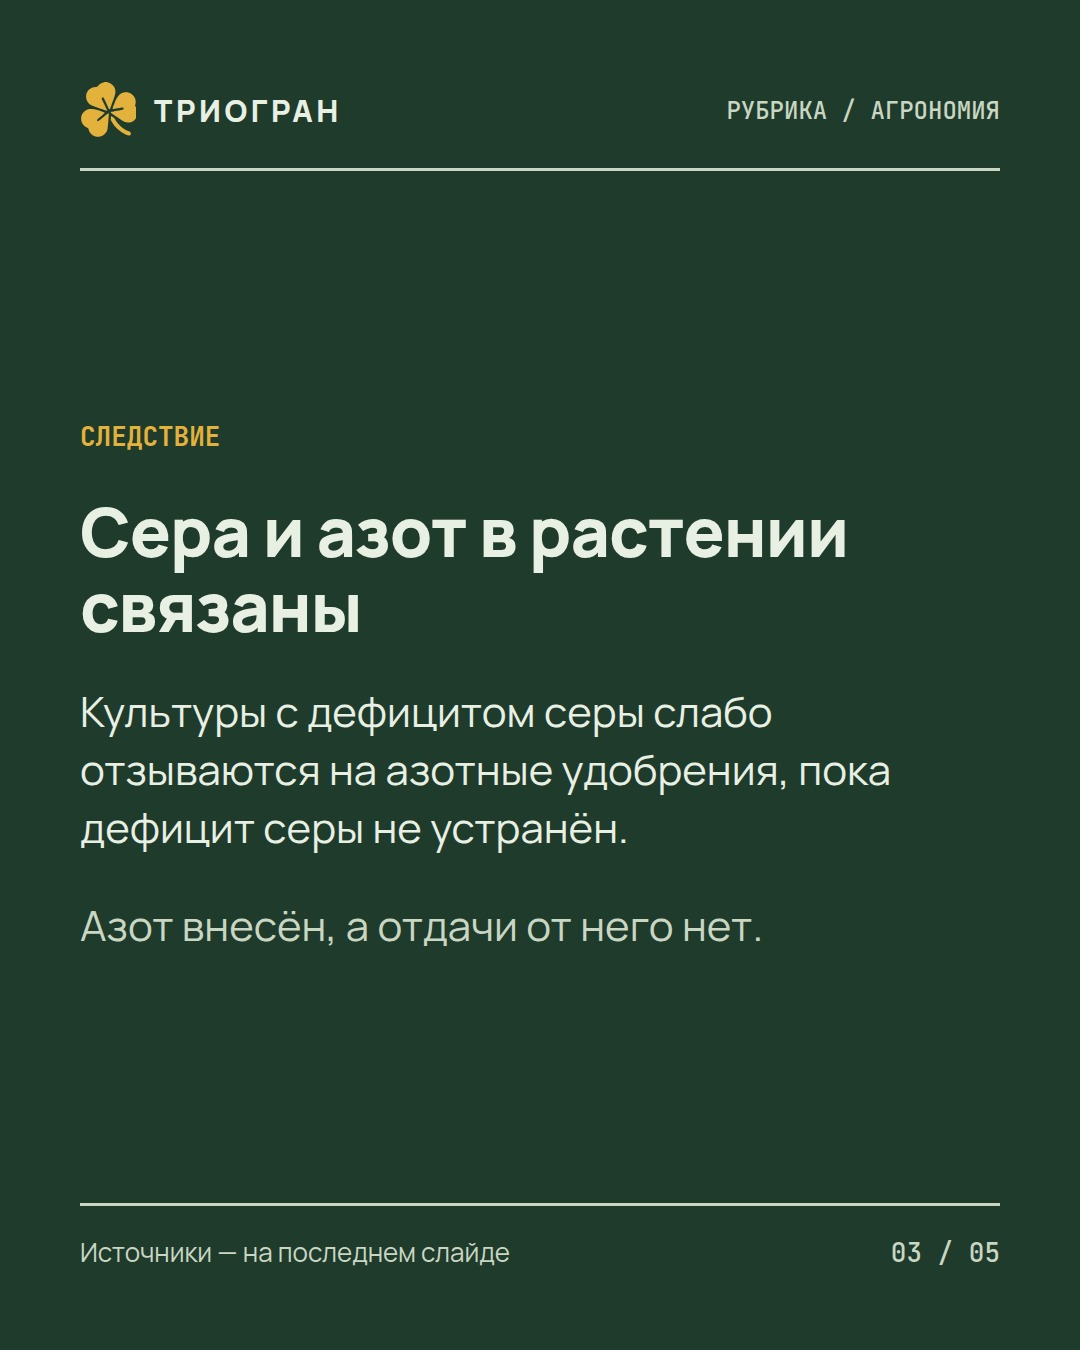 ТРИОГРАН
РУБРИКА / АГРОНОМИЯ
СЛЕДСТВИЕ
Сера и азот в растении
связаны
Культуры с дефицитом серы слабо
отзываются на азотные удобрения, пока
дефицит серы не устранён.
Азот внесён, а отдачи от него нет.
Источники — на последнем слайде
03 / 05